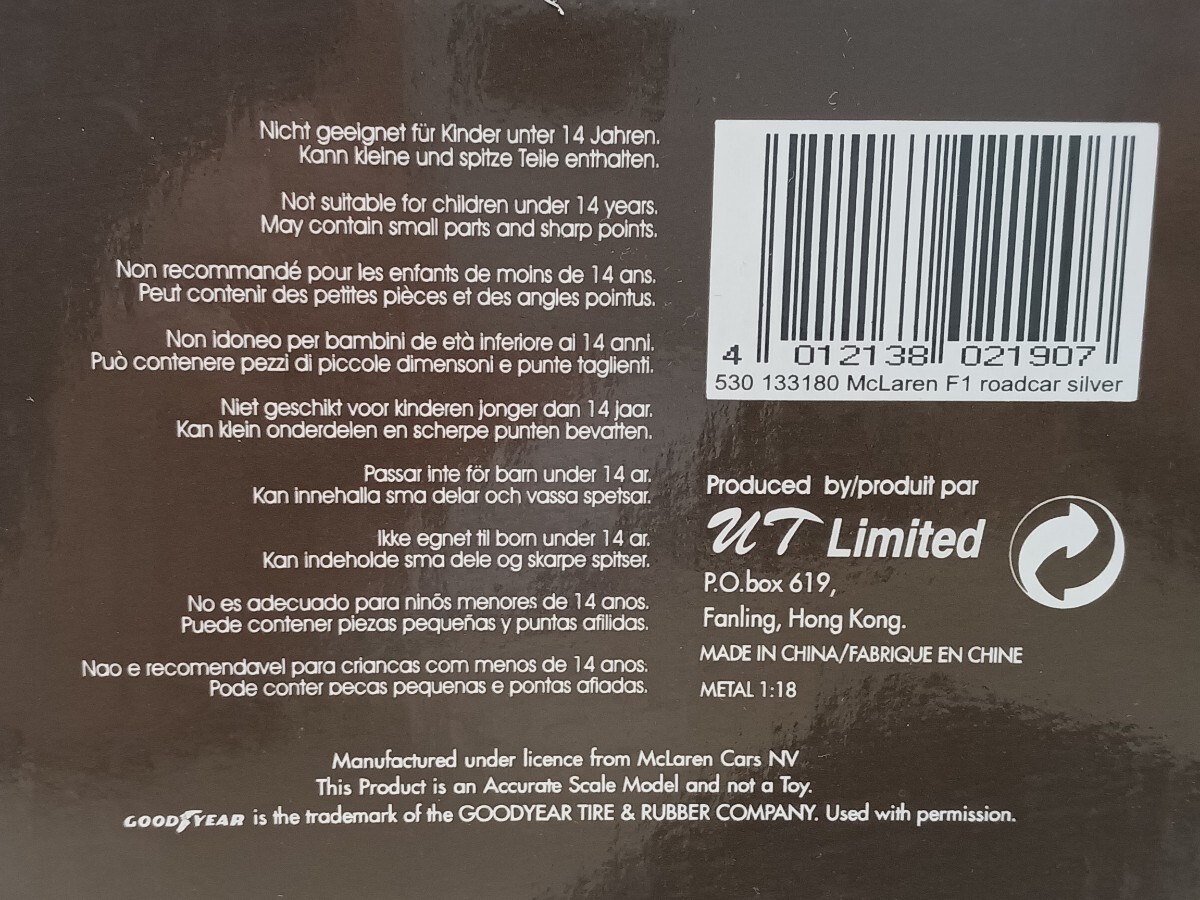 Nicht geeignet für Kinder unter 14 Jahren.
Kann kleine und spitze Teile enthalten.
Not suitable for children under 14 years.
May contain small parts and sharp points.
Non recommandé pour les enfants de moins de 14 ans.
Peut contenir des petites pièces et des angles pointus.
Non idoneo per bambini de età inferiore ai 14 anni.
Può contenere pezzi di piccole dimensoni e punte taglienti.
Niet geschikt voor kinderen jonger dan 14 jaar.
Kan klein onderdelen en scherpe punten bevatten.
Passar inte för barn under 14 ar.
Kan innehalla sma delar och vassa spetsar.
Ikke egnet til born under 14 ar.
Kan indeholde sma dele og skarpe spitser.
No es adecuado para ninõs menores de 14 anos.
Puede contener piezas pequeñas y puntas afilidas.
Nao e recomendavel para criancas com menos de 14 anos.
Pode conter pecas pequenas e pontas afiadas.
4 012138 021907
530 133180 McLaren F1 roadcar silver
Produced by/produit par
UT Limited
P.O.box 619,
Fanling, Hong Kong.
MADE IN CHINA/FABRIQUE EN CHINE
METAL 1:18
Manufactured under licence from McLaren Cars NV
This Product is an Accurate Scale Model and not a Toy.
GOODYEAR is the trademark of the GOODYEAR TIRE & RUBBER COMPANY. Used with permission.